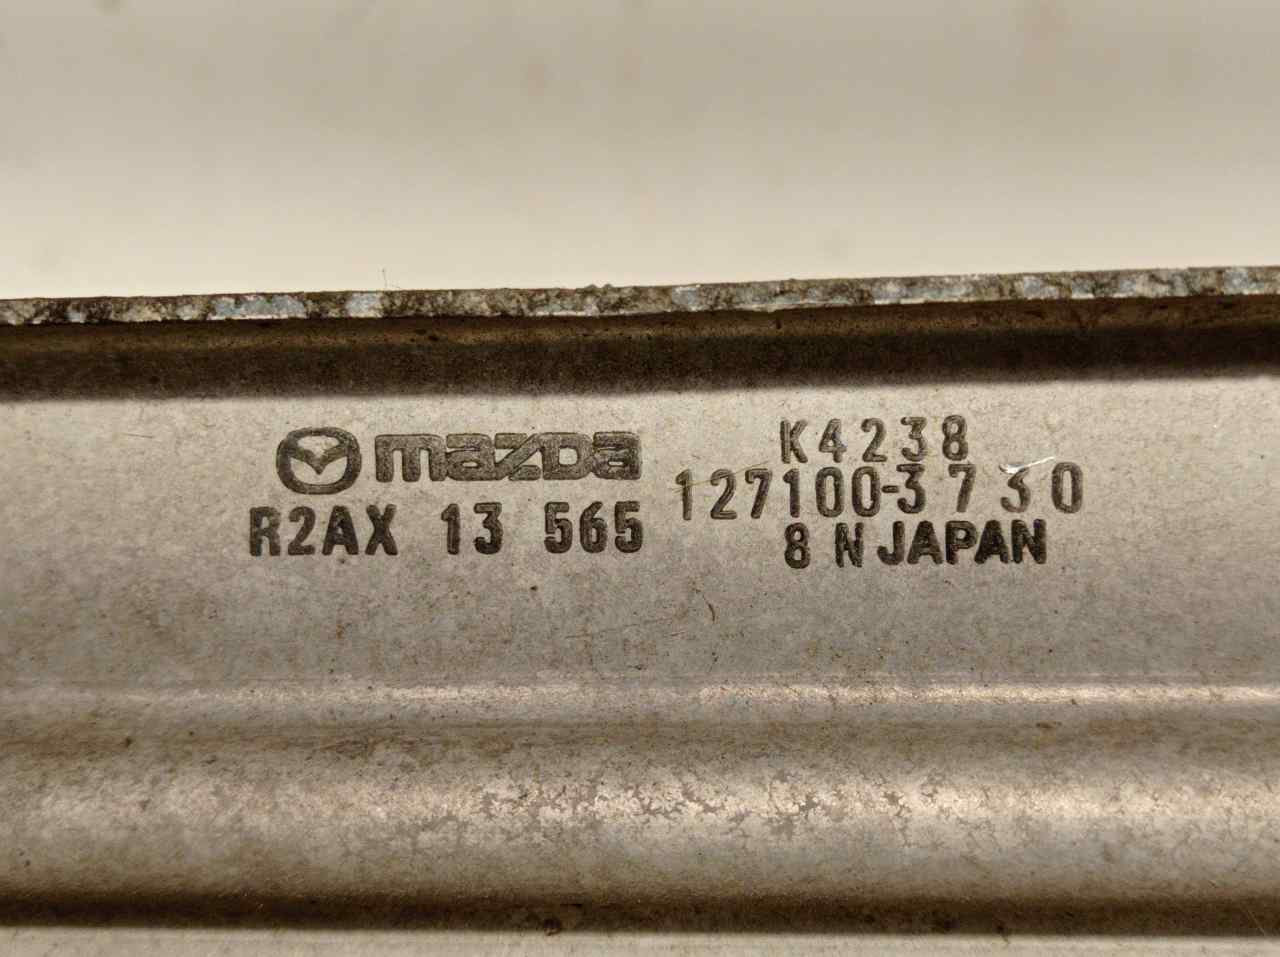 mazda
R2AX 13 565
K4238
127100-3730
8 N JAPAN